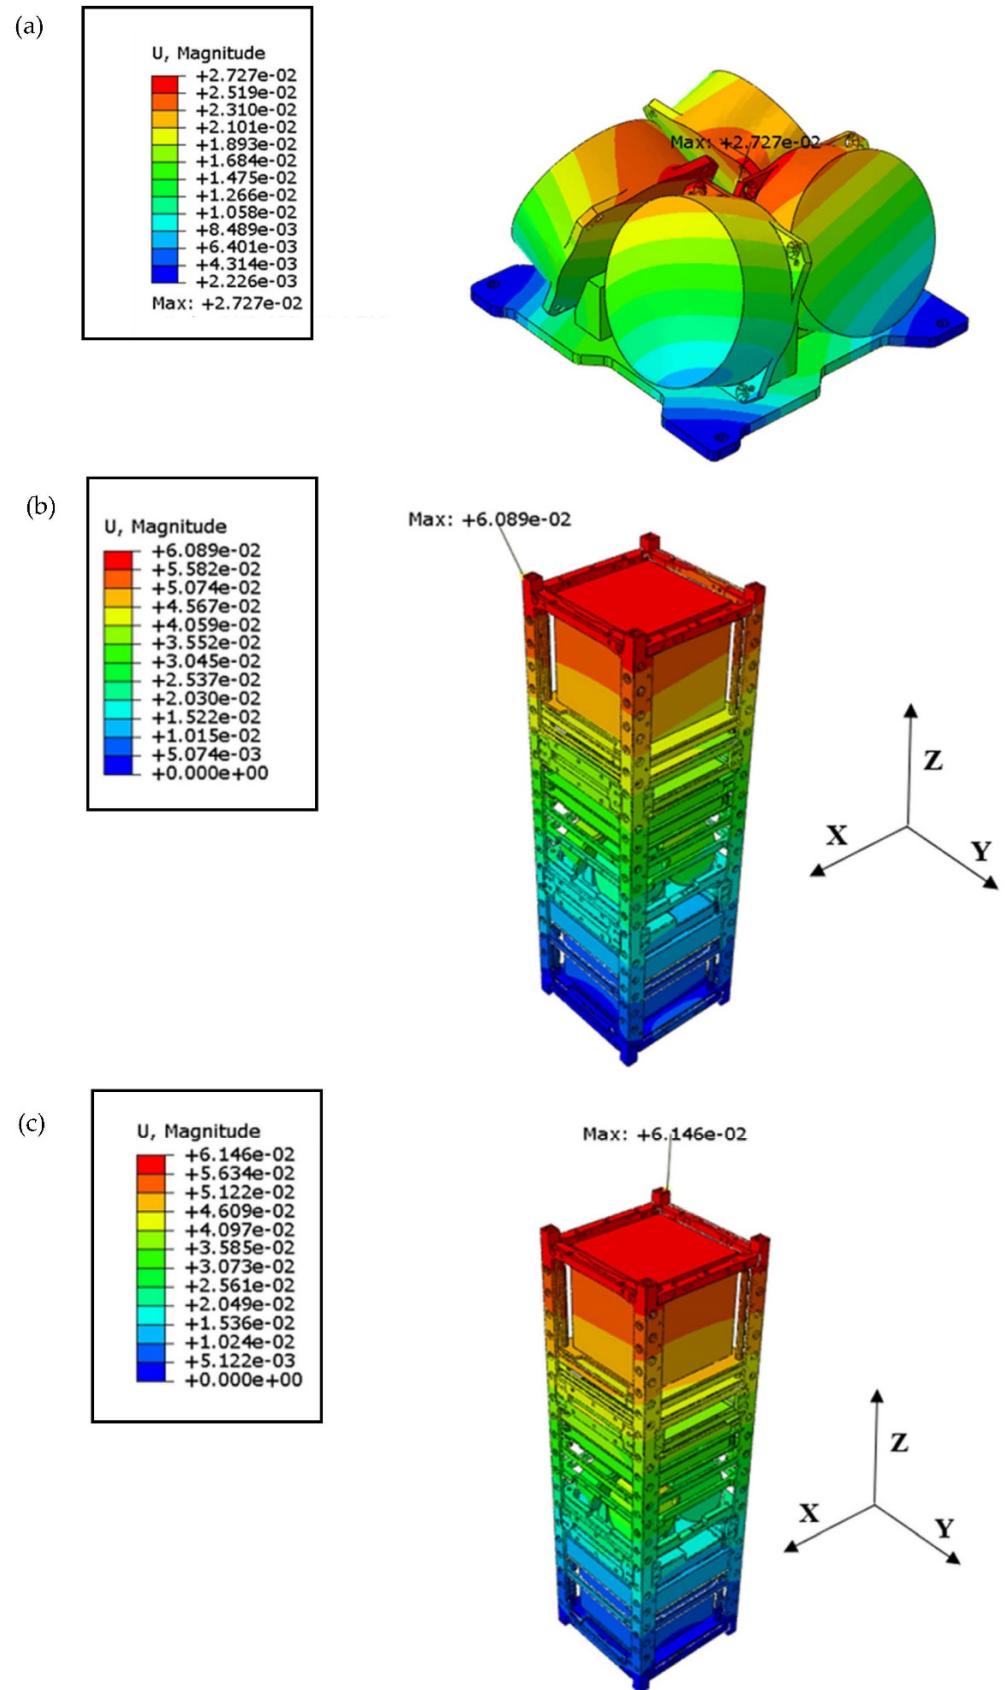 (a)
U, Magnitude
+2.727e-02
+2.519e-02
+2.310e-02
+2.101e-02
+1.893e-02
+1.684e-02
+1.475e-02
+1.266e-02
+1.058e-02
+8.489e-03
+6.401e-03
+4.314e-03
+2.226e-03
Max: +2.727e-02
Max: +2.727e-02
(b)
U, Magnitude
+6.089e-02
+5.582e-02
+5.074e-02
+4.567e-02
+4.059e-02
+3.552e-02
+3.045e-02
+2.537e-02
+2.030e-02
+1.522e-02
+1.015e-02
+5.074e-03
+0.000e+00
Max: +6.089e-02
Z
X
Y
(c)
U, Magnitude
+6.146e-02
+5.634e-02
+5.122e-02
+4.609e-02
+4.097e-02
+3.585e-02
+3.073e-02
+2.561e-02
+2.049e-02
+1.536e-02
+1.024e-02
+5.122e-03
+0.000e+00
Max: +6.146e-02
Z
X
Y